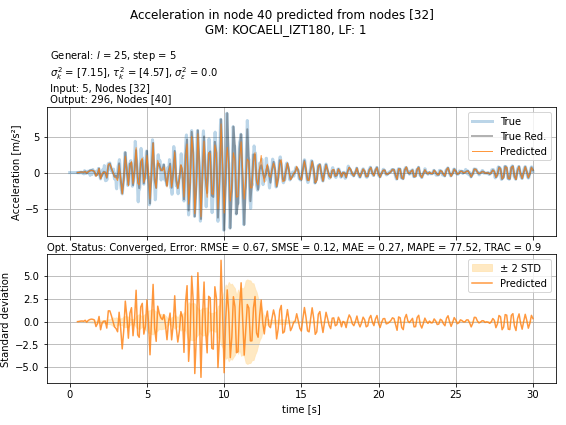 Acceleration in node 40 predicted from nodes [32]
GM: KOCAELI_IZT180, LF: 1
General: l = 25, step = 5
σ²ₖ = [7.15], τ²ₖ = [4.57], σ²ε = 0.0
Input: 5, Nodes [32]
Output: 296, Nodes [40]
True
True Red.
Predicted
Acceleration [m/s²]
5
0
−5
Opt. Status: Converged, Error: RMSE = 0.67, SMSE = 0.12, MAE = 0.27, MAPE = 77.52, TRAC = 0.9
± 2 STD
Predicted
Standard deviation
5.0
2.5
0.0
−2.5
−5.0
0 5 10 15 20 25 30
time [s]